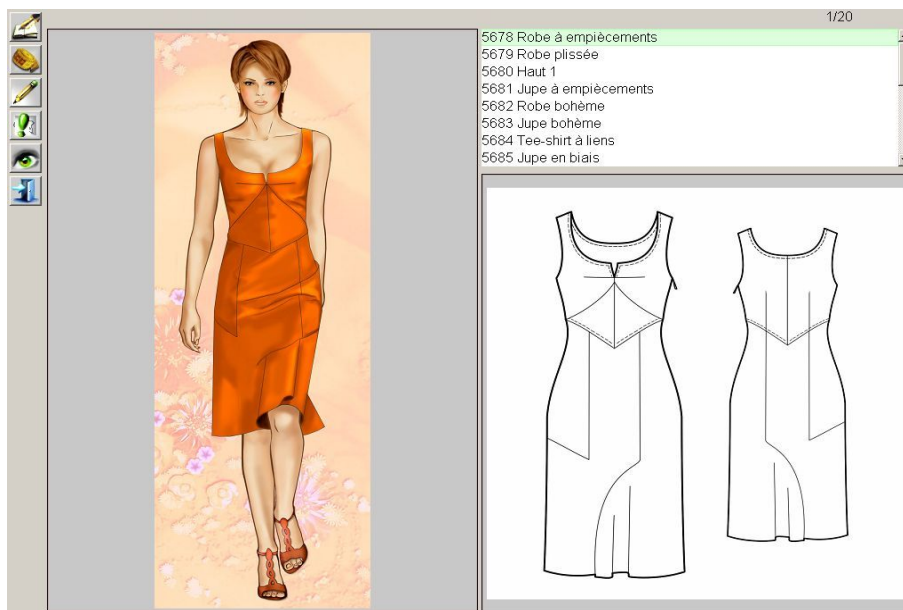 1/20
5678 Robe à empiècements
5679 Robe plissée
5680 Haut 1
5681 Jupe à empiècements
5682 Robe bohème
5683 Jupe bohème
5684 Tee-shirt à liens
5685 Jupe en biais